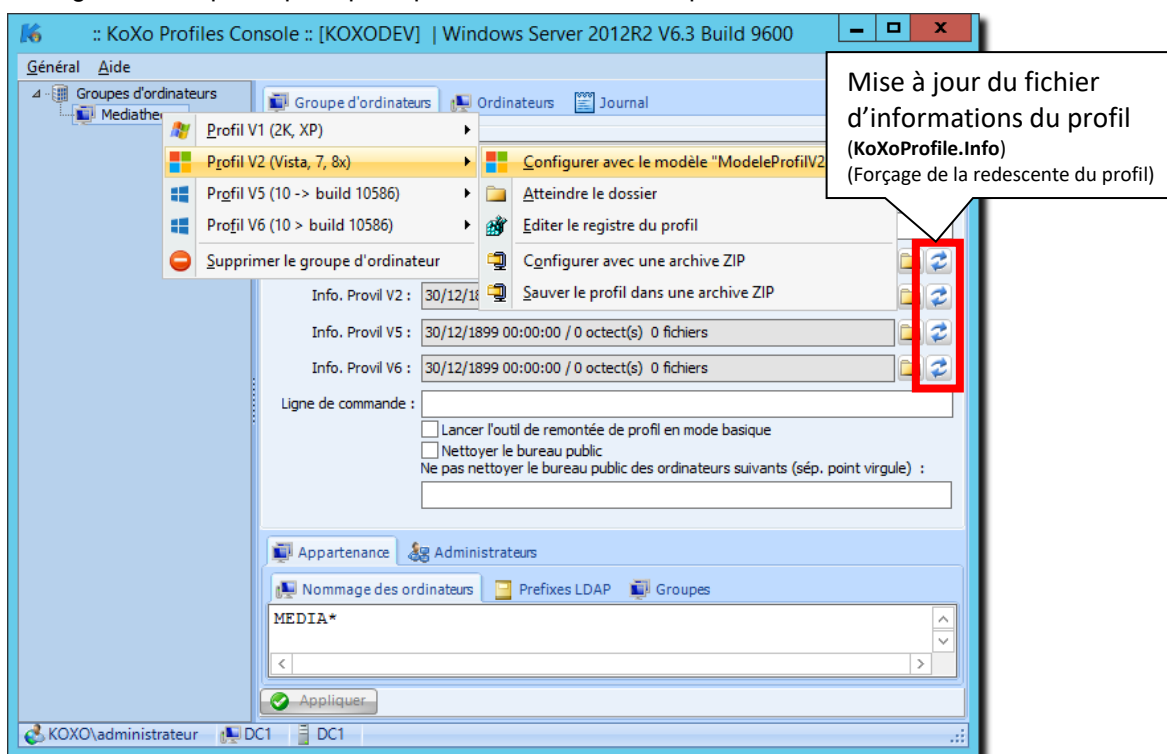 :: KoXo Profiles Console :: [KOXODEV] | Windows Server 2012R2 V6.3 Build 9600
Général Aide
Groupes d'ordinateurs
Groupe d'ordinateurs Ordinateurs Journal
Profil V1 (2K, XP)
Profil V2 (Vista, 7, 8x)
Configurer avec le modèle "ModeleProfilV2
Profil V5 (10 -> build 10586)
Atteindre le dossier
Profil V6 (10 > build 10586)
Editer le registre du profil
Supprimer le groupe d'ordinateur
Configurer avec une archive ZIP
Sauver le profil dans une archive ZIP
Mise à jour du fichier
d'informations du profil
(KoXoProfile.Info)
(Forçage de la redescente du profil)
Info. Provil V2 : 30/12/18
Info. Provil V5 : 30/12/1899 00:00:00 / 0 octect(s) 0 fichiers
Info. Provil V6 : 30/12/1899 00:00:00 / 0 octect(s) 0 fichiers
Ligne de commande :
Lancer l'outil de remontée de profil en mode basique
Nettoyer le bureau public
Ne pas nettoyer le bureau public des ordinateurs suivants (sép. point virgule) :
Appartenance Administrateurs
Nommage des ordinateurs Prefixes LDAP Groupes
MEDIA*
Appliquer
KOXO\administrateur DC1 DC1